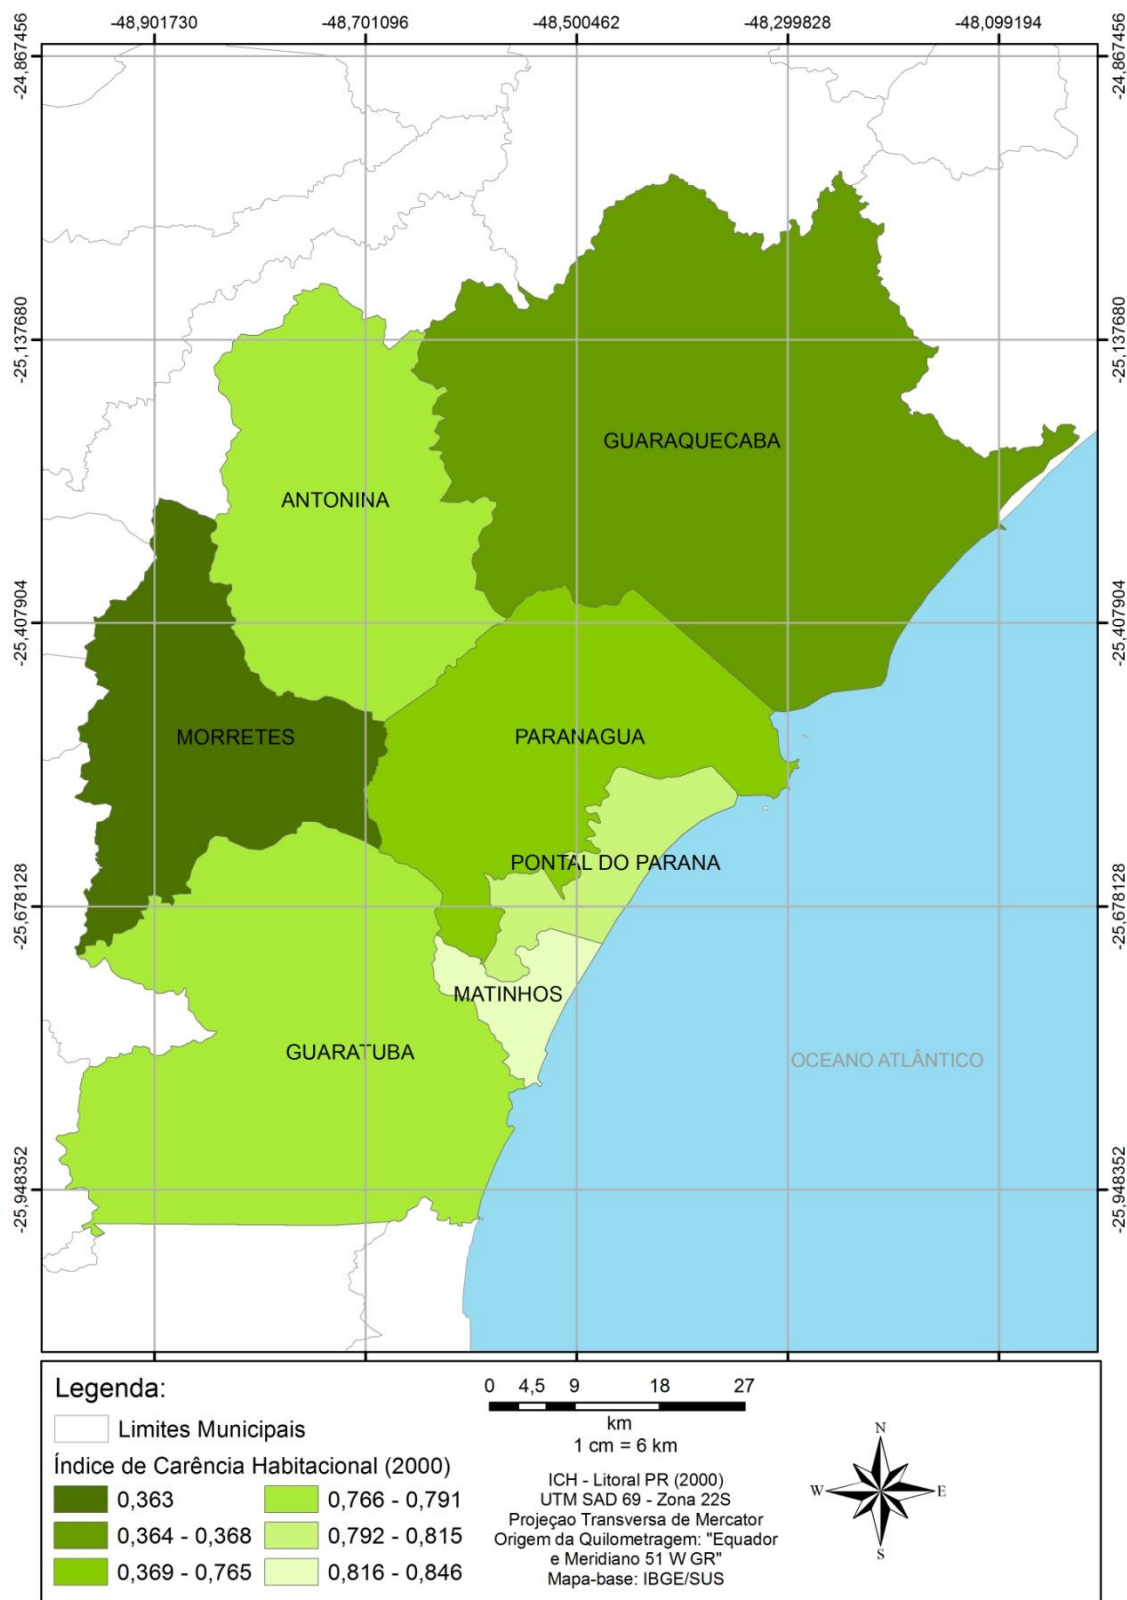 -48,901730 -48,701096 -48,500462 -48,299828 -48,099194
-24,867456 -24,867456
-25,137680 -25,137680
GUARAQUECABA
ANTONINA
-25,407904 -25,407904
MORRETES PARANAGUA
PONTAL DO PARANA
-25,678128 -25,678128
MATINHOS
GUARATUBA
OCEANO ATLÂNTICO
-25,948352 -25,948352
Legenda:
Limites Municipais
Índice de Carência Habitacional (2000)
0,363
0,364 - 0,368
0,369 - 0,765
0,766 - 0,791
0,792 - 0,815
0,816 - 0,846
0 4,5 9 18 27
km
1 cm = 6 km
ICH - Litoral PR (2000)
UTM SAD 69 - Zona 22S
Projeçao Transversa de Mercator
Origem da Quilometragem: "Equador
e Meridiano 51 W GR"
Mapa-base: IBGE/SUS
N
W E
S